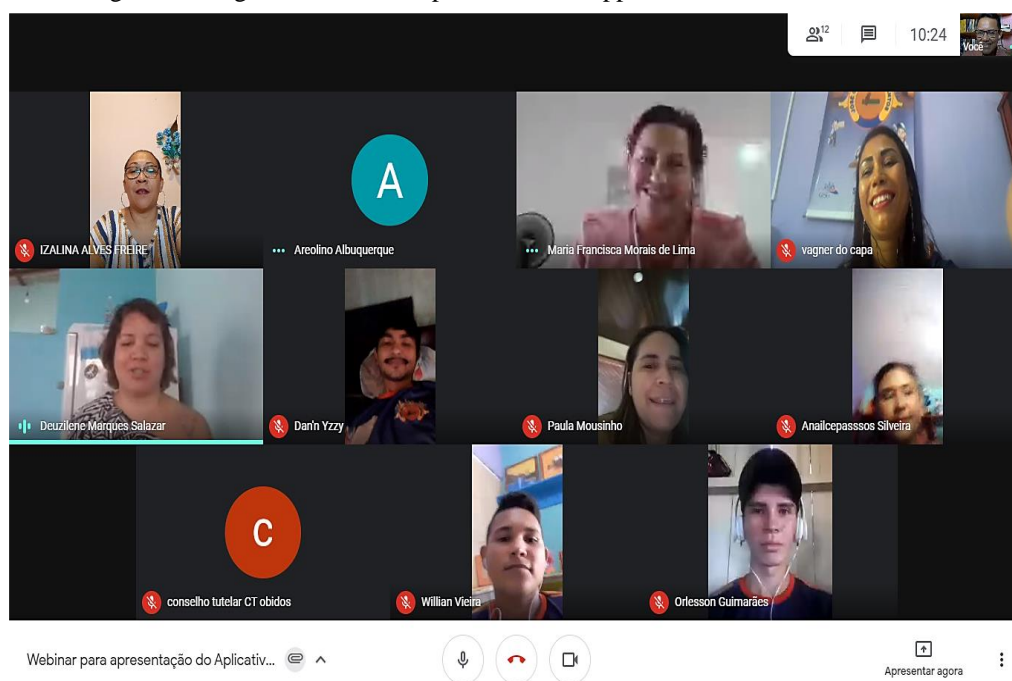 12
10:24
Você
IZALINA ALVES FREIRE
A
Areolino Albuquerque
Maria Francisca Morais de Lima
vagner do capa
Deuzilene Marques Salazar
Dan'n Yzzy
Paula Mousinho
Anailcepasssos Silveira
C
conselho tutelar CT obidos
Willian Vieira
Orlesson Guimarães
Webinar para apresentação do Aplicativ...
Apresentar agora